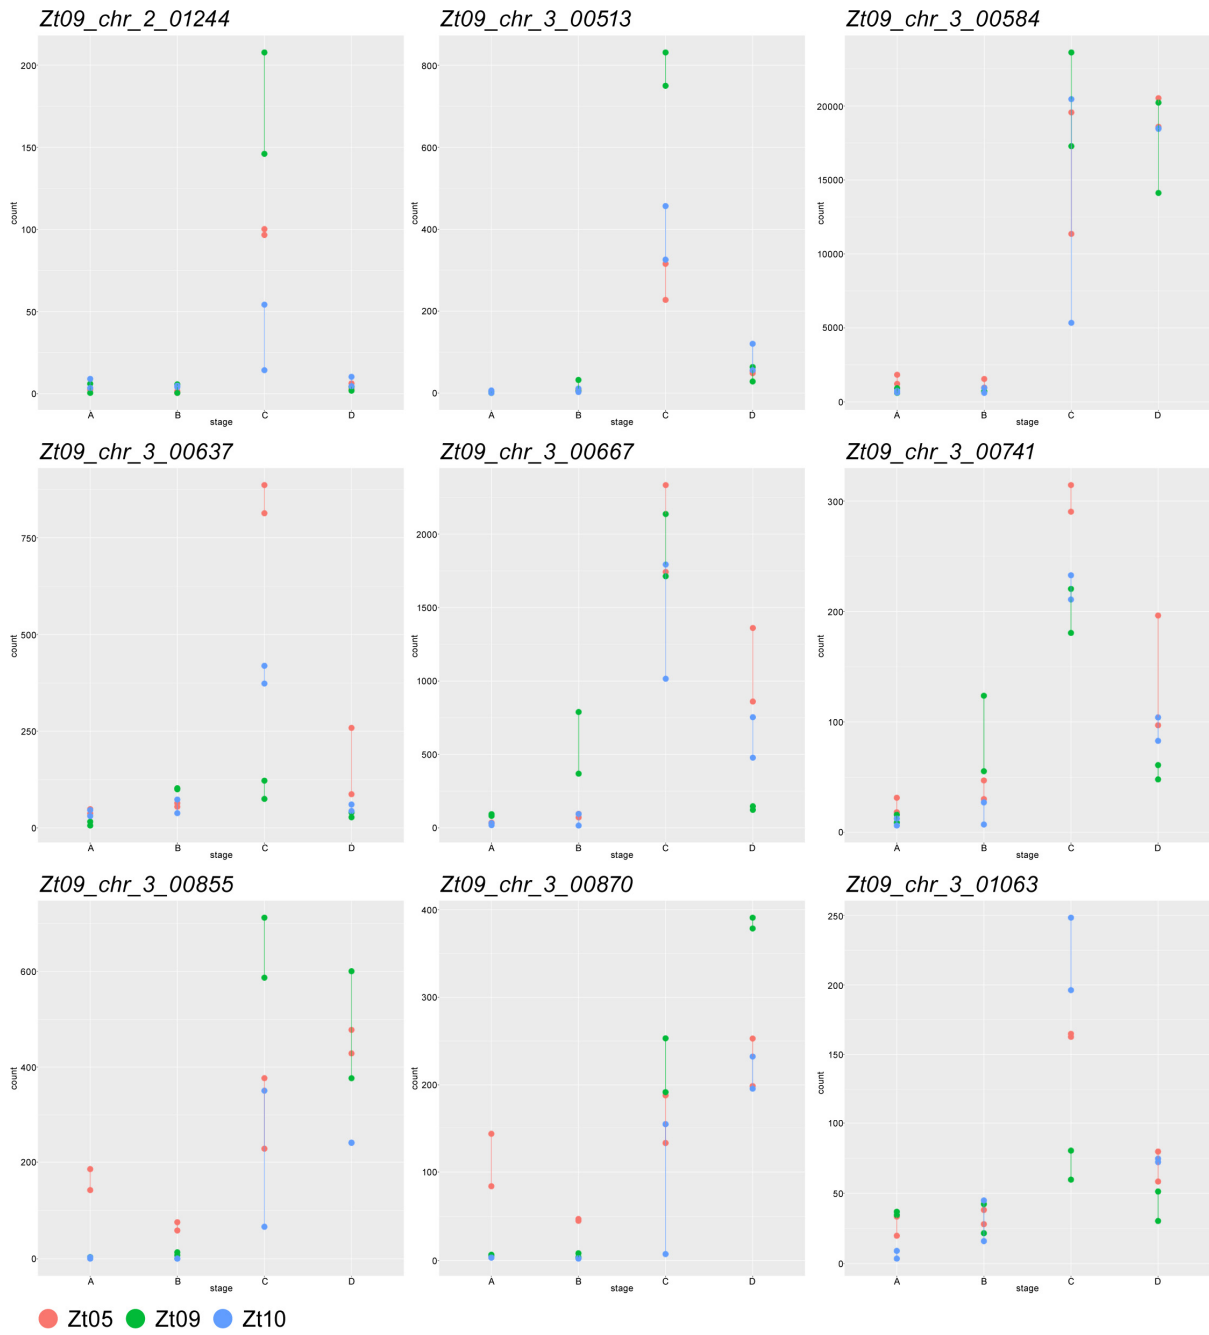 Zt09_chr_2_01244 Zt09_chr_3_00513 Zt09_chr_3_00584
200 800 20000
150 600 15000
count count count
100 400 10000
50 200 5000
0 0 0
A B C D A B C D A B C D
stage stage stage
Zt09_chr_3_00637 Zt09_chr_3_00667 Zt09_chr_3_00741
750 2000 300
500 1500 200
count count count
250 1000 100
0 500 0
0
A B C D A B C D A B C D
stage stage stage
Zt09_chr_3_00855 Zt09_chr_3_00870 Zt09_chr_3_01063
600 400 250
400 300 200
count count count
200 200 150
0 100 100
0 50
0
A B C D A B C D A B C D
stage stage stage
Zt05 Zt09 Zt10